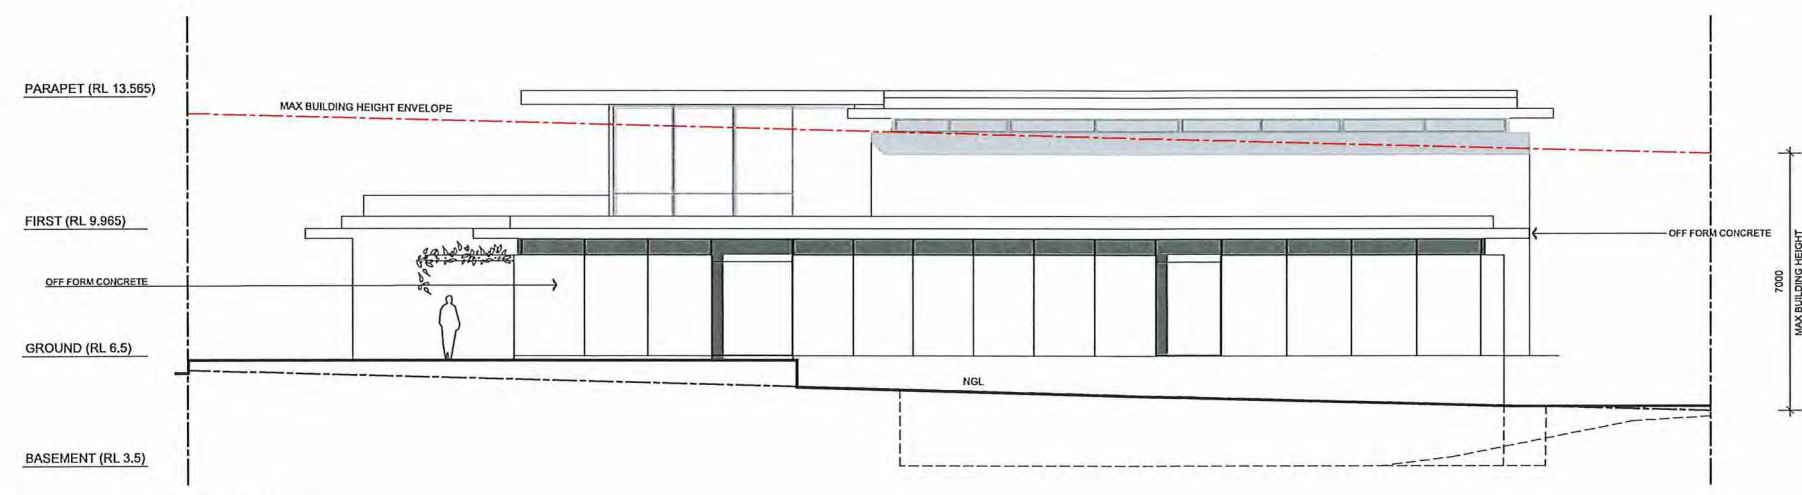 PARAPET (RL 13.565)
MAX BUILDING HEIGHT ENVELOPE
FIRST (RL 9.965)
OFF FORM CONCRETE
OFF FORM CONCRETE
7000
MAX BUILDING HEIGHT
GROUND (RL 6.5)
NGL
BASEMENT (RL 3.5)